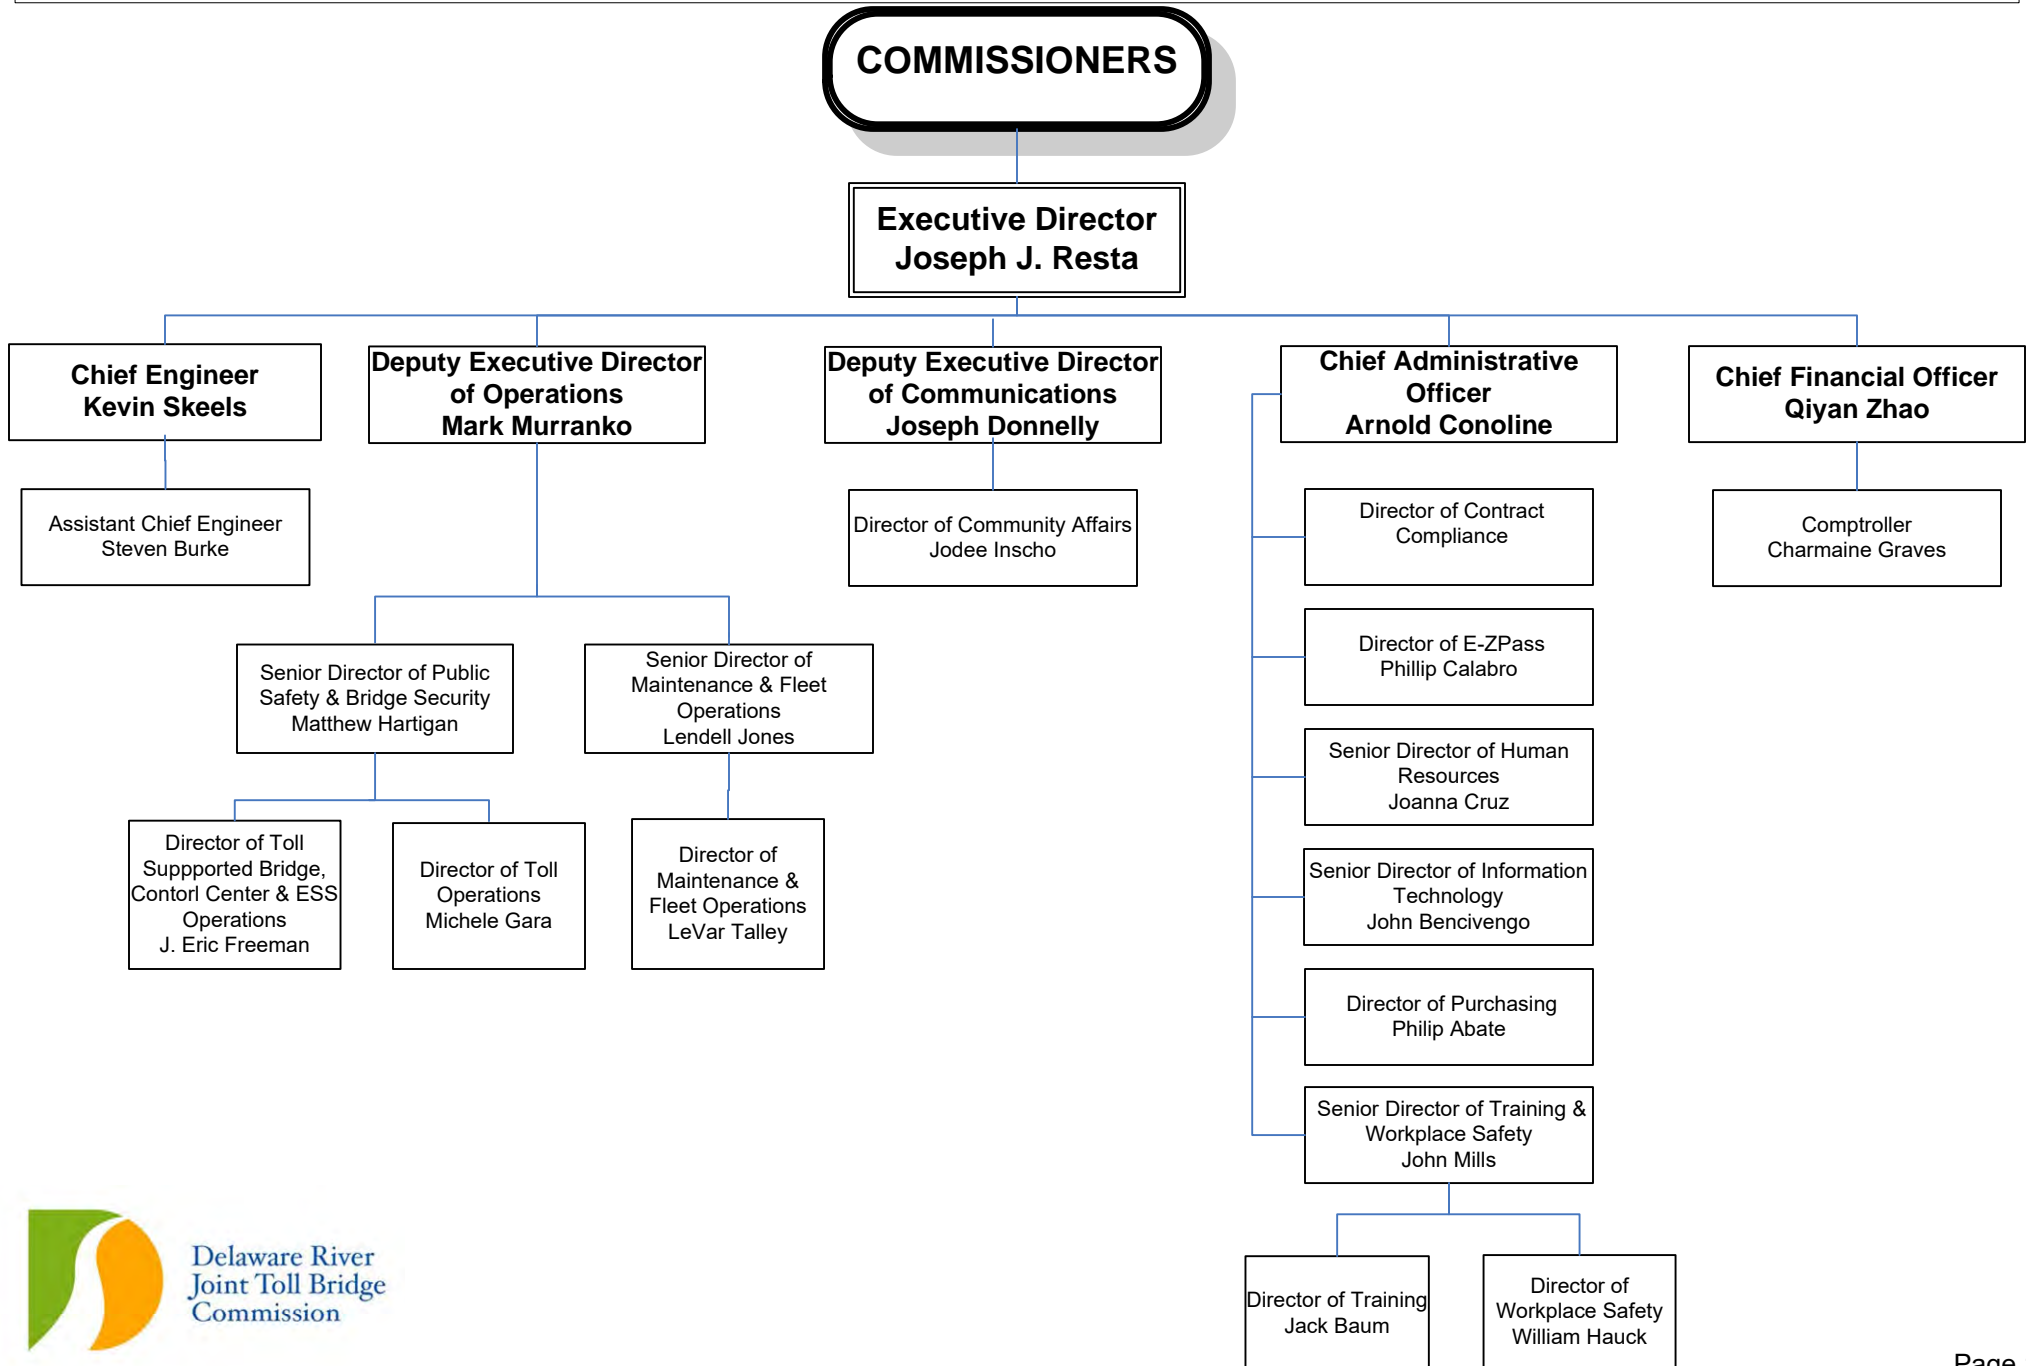 COMMISSIONERS
Executive Director
Joseph J. Resta
Chief Engineer
Kevin Skeels
Deputy Executive Director
of Operations
Mark Murranko
Deputy Executive Director
of Communications
Joseph Donnelly
Chief Administrative
Officer
Arnold Conoline
Chief Financial Officer
Qiyan Zhao
Assistant Chief Engineer
Steven Burke
Director of Community Affairs
Jodee Inscho
Director of Contract
Compliance
Comptroller
Charmaine Graves
Director of E-ZPass
Phillip Calabro
Senior Director of Public
Safety & Bridge Security
Matthew Hartigan
Senior Director of
Maintenance & Fleet
Operations
Lendell Jones
Senior Director of Human
Resources
Joanna Cruz
Director of Toll
Suppported Bridge,
Contorl Center & ESS
Operations
J. Eric Freeman
Director of Toll
Operations
Michele Gara
Director of
Maintenance &
Fleet Operations
LeVar Talley
Senior Director of Information
Technology
John Bencivengo
Director of Purchasing
Philip Abate
Senior Director of Training &
Workplace Safety
John Mills
Director of Training
Jack Baum
Director of
Workplace Safety
William Hauck
Delaware River
Joint Toll Bridge
Commission
Page